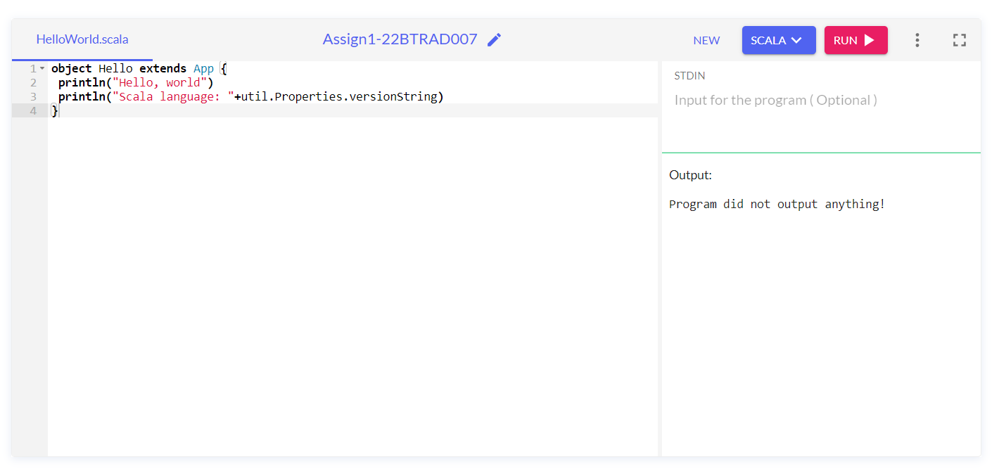 HelloWorld.scala
Assign1-22BTRAD007
NEW
SCALA
RUN
1 object Hello extends App {
2  println("Hello, world")
3  println("Scala language: "+util.Properties.versionString)
4 }
STDIN
Input for the program ( Optional )
Output:
Program did not output anything!